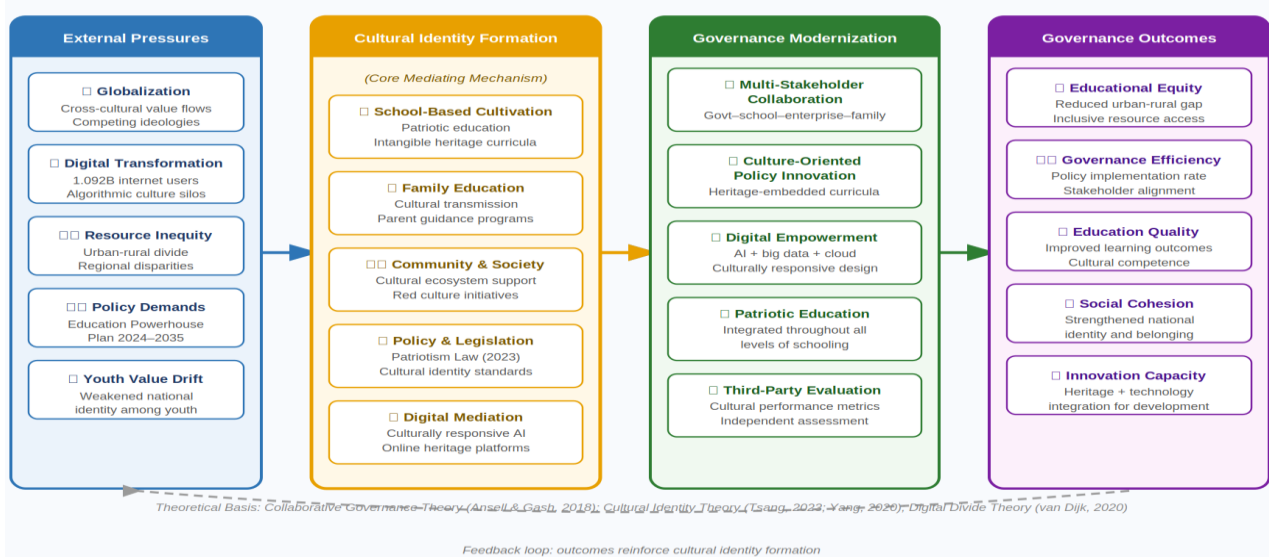 External Pressures
Globalization
Cross-cultural value flows
Competing ideologies
Digital Transformation
1.092B internet users
Algorithmic culture silos
Resource Inequity
Urban-rural divide
Regional disparities
Policy Demands
Education Powerhouse
Plan 2024–2035
Youth Value Drift
Weakened national
identity among youth
Cultural Identity Formation
(Core Mediating Mechanism)
School-Based Cultivation
Patriotic education
Intangible heritage curricula
Family Education
Cultural transmission
Parent guidance programs
Community & Society
Cultural ecosystem support
Red culture initiatives
Policy & Legislation
Patriotism Law (2023)
Cultural identity standards
Digital Mediation
Culturally responsive AI
Online heritage platforms
Governance Modernization
Multi-Stakeholder
Collaboration
Govt–school–enterprise–family
Culture-Oriented
Policy Innovation
Heritage-embedded curricula
Digital Empowerment
AI + big data + cloud
Culturally responsive design
Patriotic Education
Integrated throughout all
levels of schooling
Third-Party Evaluation
Cultural performance metrics
Independent assessment
Governance Outcomes
Educational Equity
Reduced urban-rural gap
Inclusive resource access
Governance Efficiency
Policy implementation rate
Stakeholder alignment
Education Quality
Improved learning outcomes
Cultural competence
Social Cohesion
Strengthened national
identity and belonging
Innovation Capacity
Heritage + technology
integration for development
Theoretical Basis: Collaborative Governance Theory (Ansell & Gash, 2018); Cultural Identity Theory (Tsang, 2023; Yang, 2020); Digital Divide Theory (van Dijk, 2020)
Feedback loop: outcomes reinforce cultural identity formation